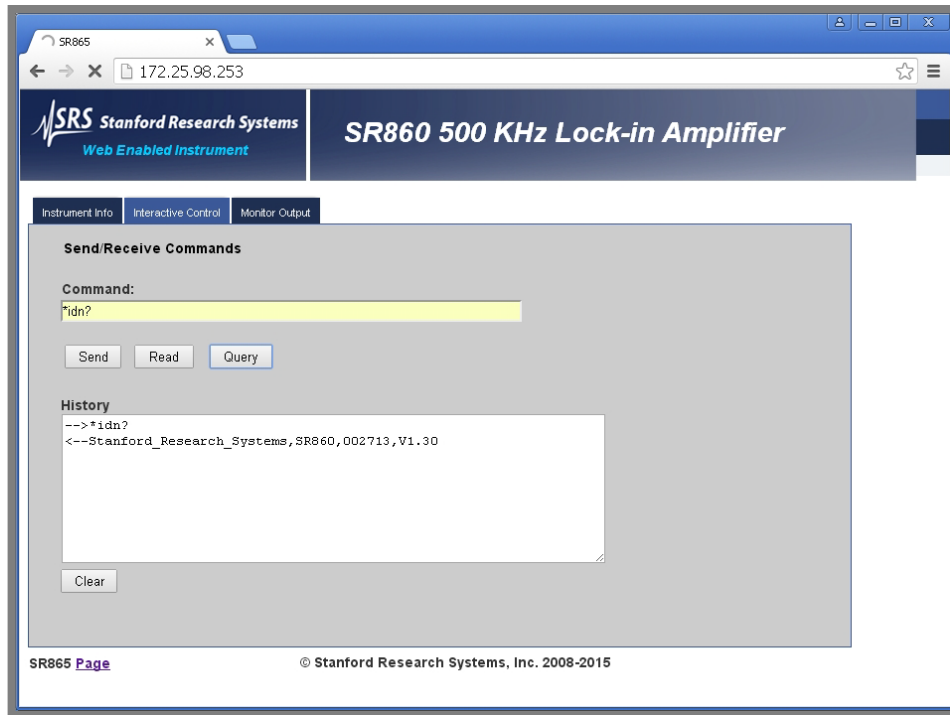 SR865
172.25.98.253
SRS Stanford Research Systems
Web Enabled Instrument
SR860 500 KHz Lock-in Amplifier
Instrument Info Interactive Control Monitor Output
Send/Receive Commands
Command:
*idn?
Send Read Query
History
-->*idn?
<--Stanford_Research_Systems,SR860,002713,V1.30
Clear
SR865 Page © Stanford Research Systems, Inc. 2008-2015